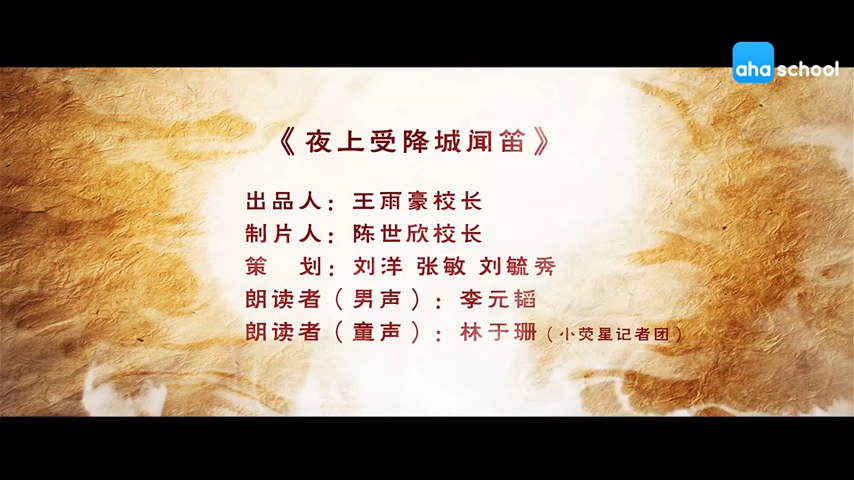 aha school
《夜上受降城闻笛》
出品人：王雨豪校长
制片人：陈世欣校长
策　划：刘洋 张敏 刘毓秀
朗读者（男声）：李元韬
朗读者（童声）：林于珊（小荧星记者团）